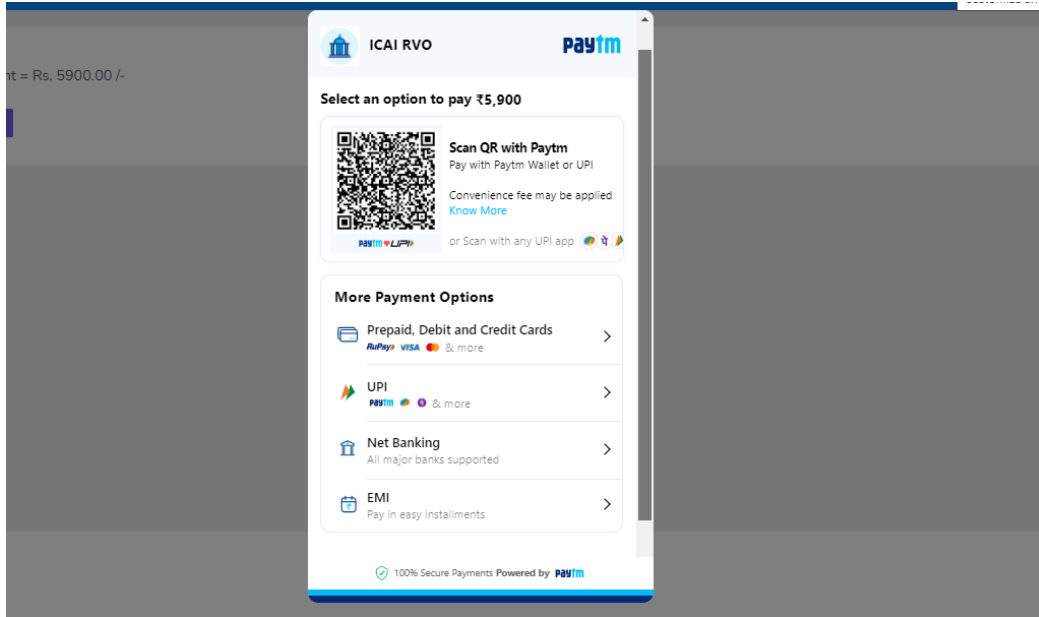 ICAI RVO
paytm
nt = Rs. 5900.00 /-
Select an option to pay ₹5,900
Scan QR with Paytm
Pay with Paytm Wallet or UPI
Convenience fee may be applied
Know More
paytm UPI
or Scan with any UPI app
More Payment Options
Prepaid, Debit and Credit Cards
RuPay VISA & more
UPI
paytm & more
Net Banking
All major banks supported
EMI
Pay in easy installments
100% Secure Payments Powered by paytm